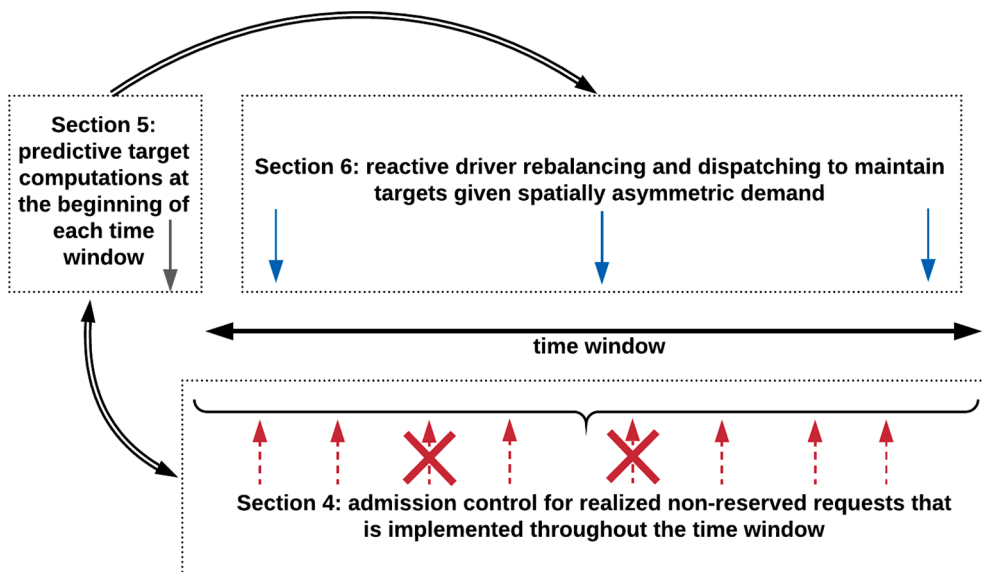 Section 5:
predictive target
computations at
the beginning of
each time
window
Section 6: reactive driver rebalancing and dispatching to maintain
targets given spatially asymmetric demand
time window
Section 4: admission control for realized non-reserved requests that
is implemented throughout the time window